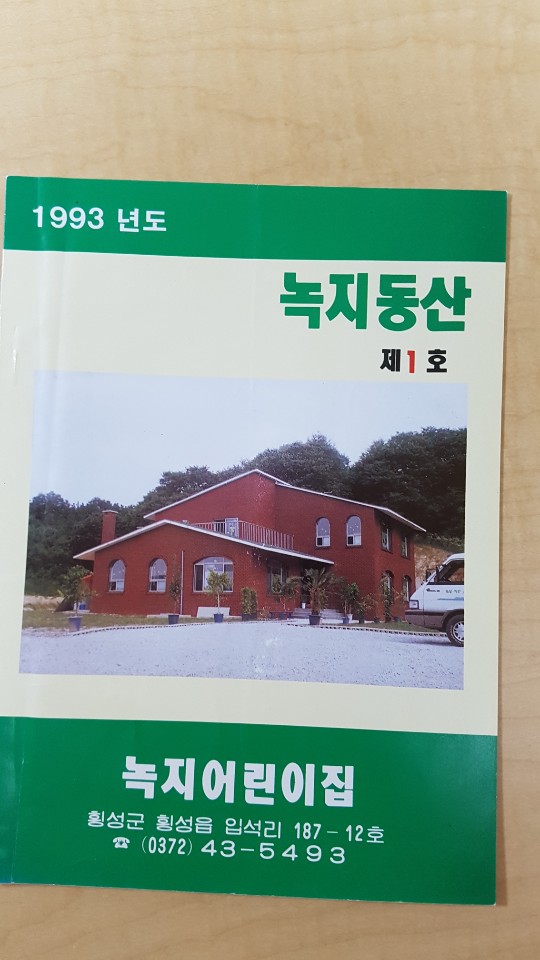 1993 년도
녹지동산
제1호
녹지어린이집
횡성군 횡성읍 입석리 187-12호
☎ (0372) 43-5493